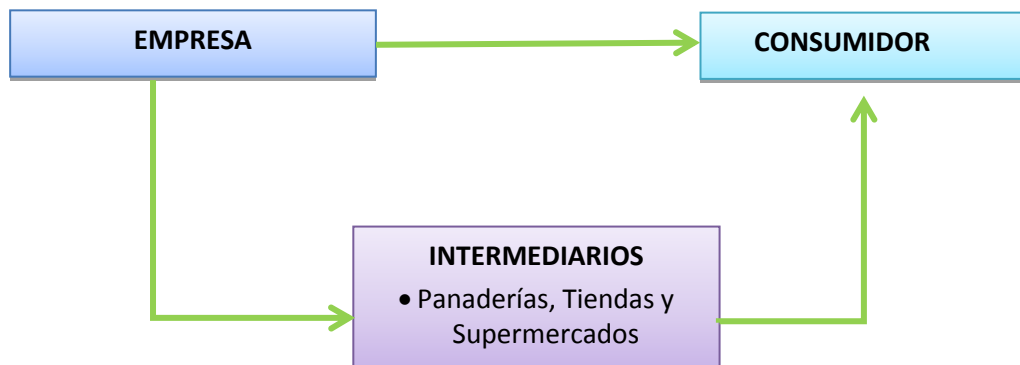 EMPRESA
CONSUMIDOR
INTERMEDIARIOS
• Panaderías, Tiendas y
Supermercados